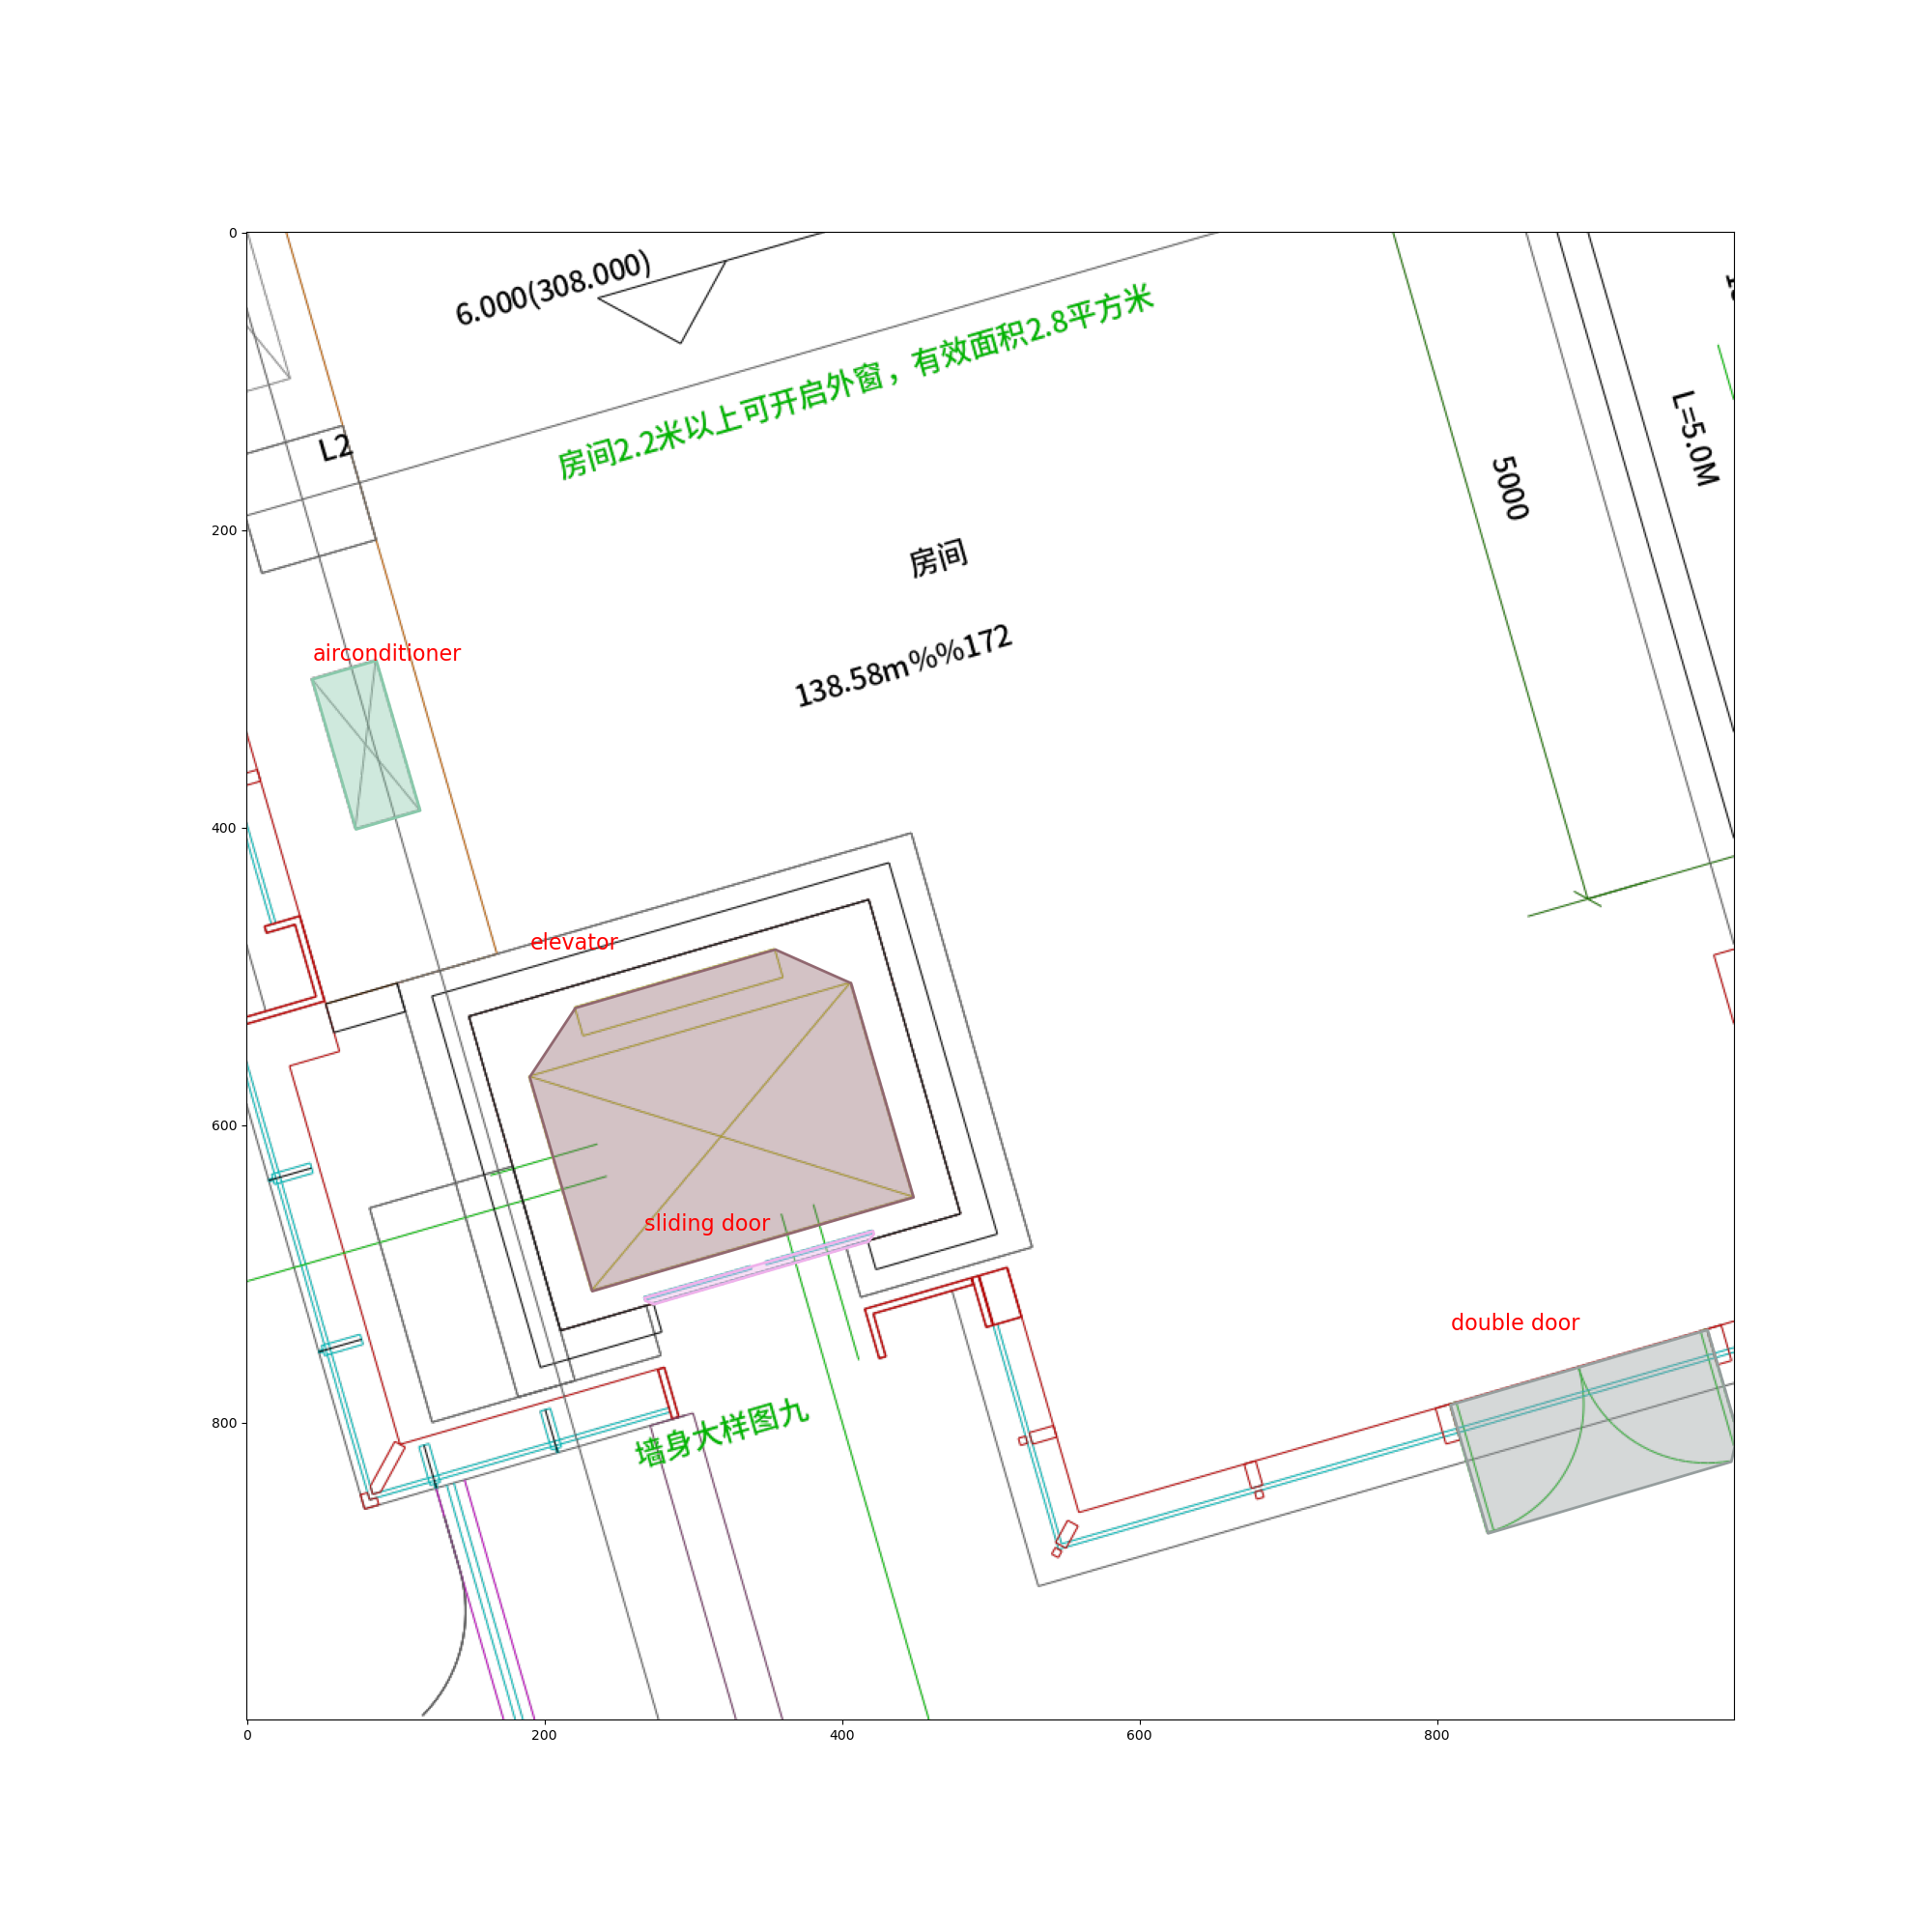 6.000(308.000)
房间2.2米以上可开启外窗，有效面积2.8平方米
L=5.0M
L2
5000
房间
138.58m%%172
airconditioner
elevator
sliding door
double door
墙身大样图九
0
200
400
600
800
0
200
400
600
800